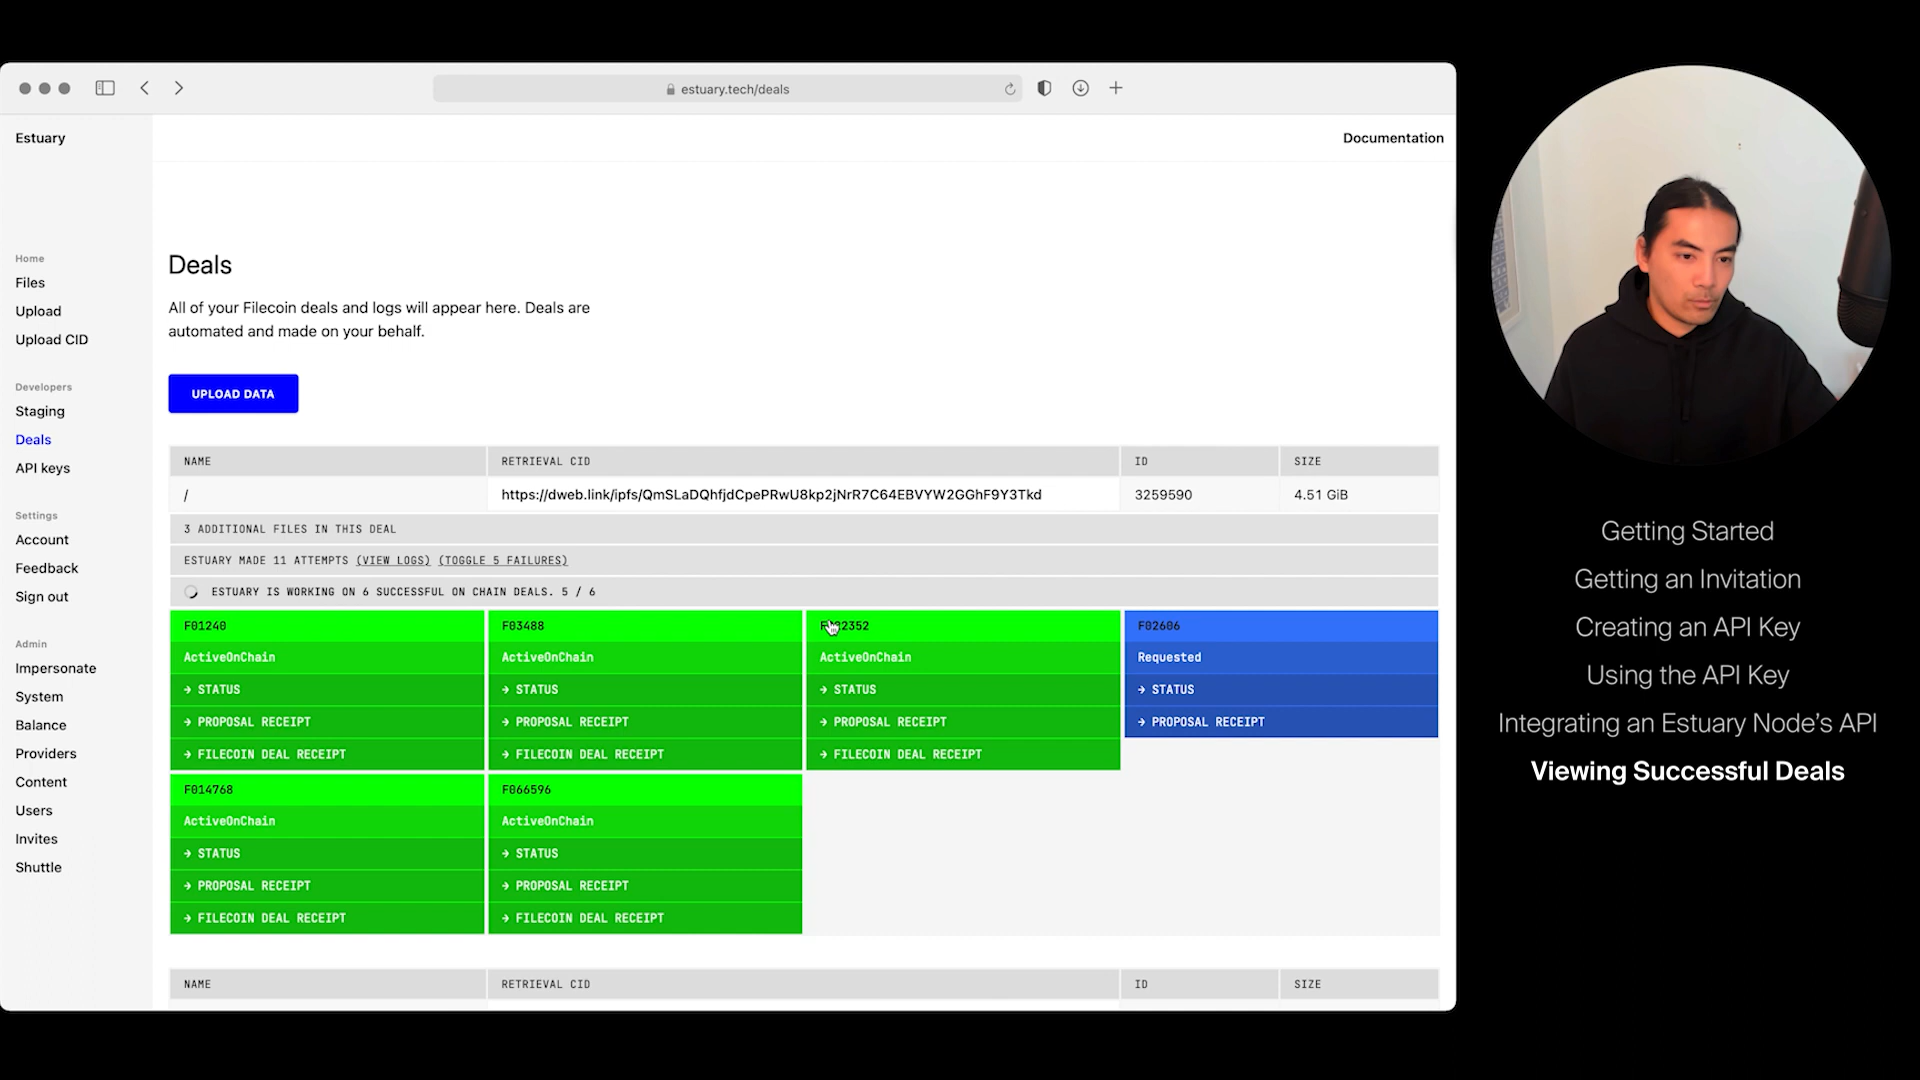 estuary.tech/deals
Estuary
Documentation
Home
Files
Upload
Upload CID
Developers
Staging
Deals
API keys
Settings
Account
Feedback
Sign out
Admin
Impersonate
System
Balance
Providers
Content
Users
Invites
Shuttle
Deals
All of your Filecoin deals and logs will appear here. Deals are
automated and made on your behalf.
UPLOAD DATA
NAME RETRIEVAL CID ID SIZE
/ https://dweb.link/ipfs/QmSLaDQhfjdCpePRwU8kp2jNrR7C64EBVYW2GGhF9Y3Tkd 3259590 4.51 GiB
3 ADDITIONAL FILES IN THIS DEAL
ESTUARY MADE 11 ATTEMPTS (VIEW LOGS) (TOGGLE 5 FAILURES)
ESTUARY IS WORKING ON 6 SUCCESSFUL ON CHAIN DEALS. 5 / 6
F01240 F03488 F02606
ActiveOnChain ActiveOnChain ActiveOnChain Requested
→ STATUS → STATUS → STATUS → STATUS
→ PROPOSAL RECEIPT → PROPOSAL RECEIPT → PROPOSAL RECEIPT → PROPOSAL RECEIPT
→ FILECOIN DEAL RECEIPT → FILECOIN DEAL RECEIPT → FILECOIN DEAL RECEIPT
F014768 F066596
ActiveOnChain ActiveOnChain
→ STATUS → STATUS
→ PROPOSAL RECEIPT → PROPOSAL RECEIPT
→ FILECOIN DEAL RECEIPT → FILECOIN DEAL RECEIPT
NAME RETRIEVAL CID ID SIZE
Getting Started
Getting an Invitation
Creating an API Key
Using the API Key
Integrating an Estuary Node's API
Viewing Successful Deals